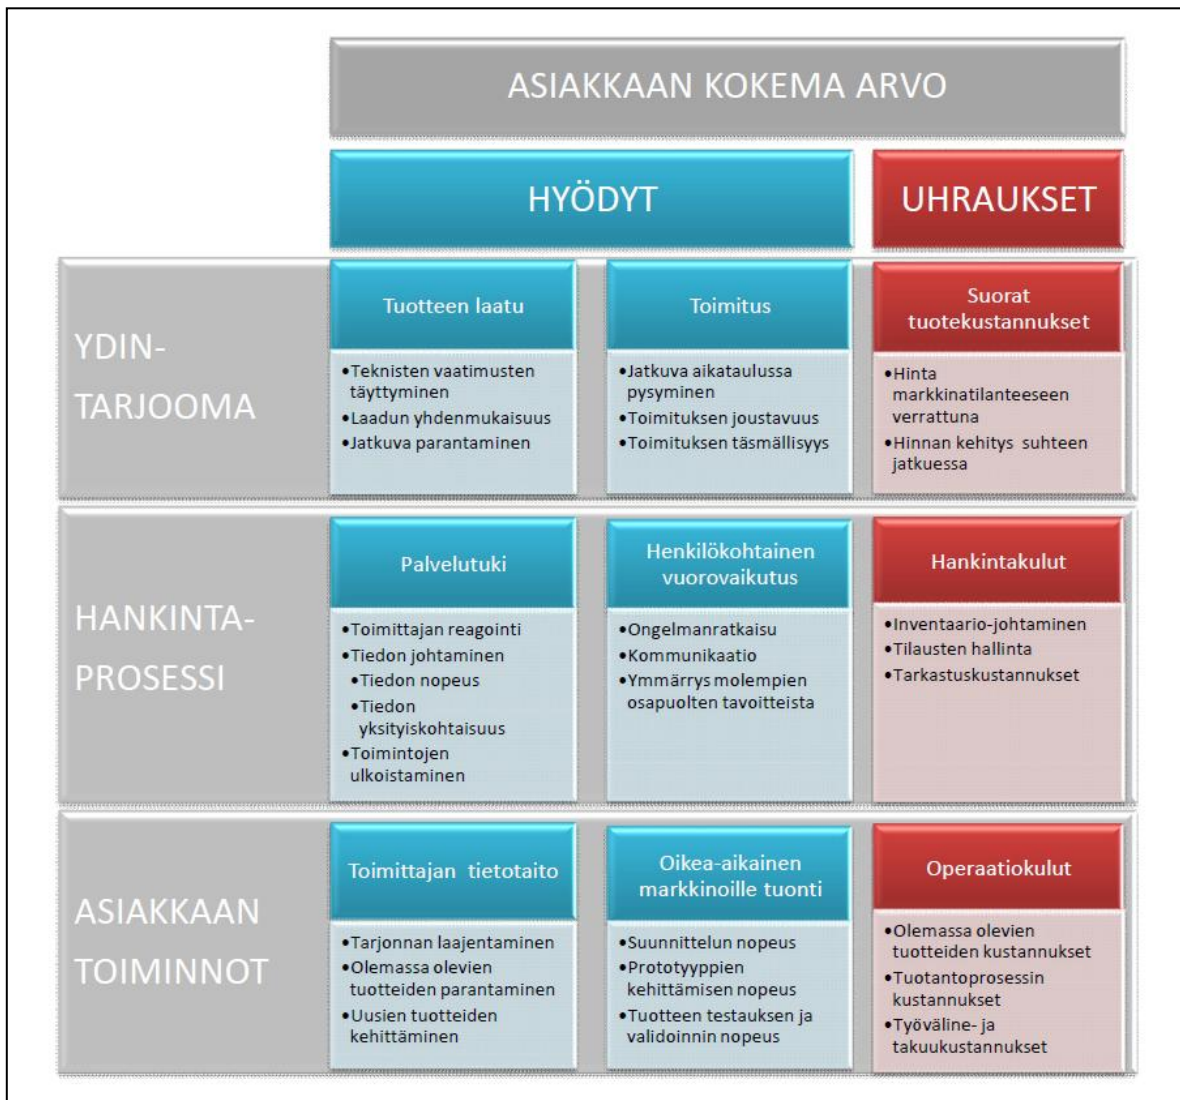 ASIAKKAAN KOKEMA ARVO
HYÖDYT
UHRAUKSET
YDIN-
TARJOOMA
Tuotteen laatu
•Teknisten vaatimusten
täyttyminen
•Laadun yhdenmukaisuus
•Jatkuva parantaminen
Toimitus
•Jatkuva aikataulussa
pysyminen
•Toimituksen joustavuus
•Toimituksen täsmällisyys
Suorat
tuotekustannukset
•Hinta
markkinatilanteeseen
verrattuna
•Hinnan kehitys suhteen
jatkuessa
HANKINTA-
PROSESSI
Palvelutuki
•Toimittajan reagointi
•Tiedon johtaminen
•Tiedon nopeus
•Tiedon
yksityiskohtaisuus
•Toimintojen
ulkoistaminen
Henkilökohtainen
vuorovaikutus
•Ongelmanratkaisu
•Kommunikaatio
•Ymmärrys molempien
osapuolten tavoitteista
Hankintakulut
•Inventaario-johtaminen
•Tilausten hallinta
•Tarkastuskustannukset
ASIAKKAAN
TOIMINNOT
Toimittajan tietotaito
•Tarjonnan laajentaminen
•Olemassa olevien
tuotteiden parantaminen
•Uusien tuotteiden
kehittäminen
Oikea-aikainen
markkinoille tuonti
•Suunnittelun nopeus
•Prototyyppien
kehittämisen nopeus
•Tuotteen testauksen ja
validoinnin nopeus
Operaatiokulut
•Olemassa olevien
tuotteiden kustannukset
•Tuotantoprosessin
kustannukset
•Työväline- ja
takuukustannukset